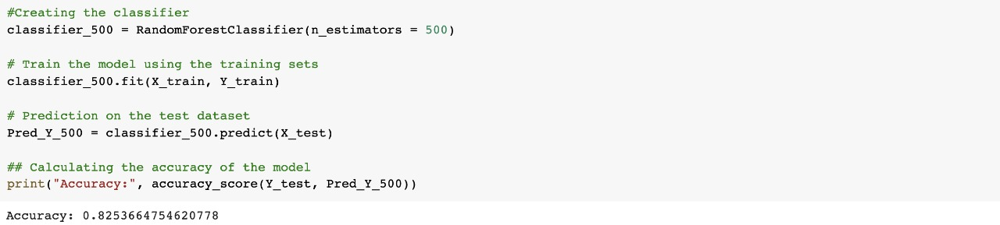 #Creating the classifier
classifier_500 = RandomForestClassifier(n_estimators = 500)
# Train the model using the training sets
classifier_500.fit(X_train, Y_train)
# Prediction on the test dataset
Pred_Y_500 = classifier_500.predict(X_test)
## Calculating the accuracy of the model
print("Accuracy:", accuracy_score(Y_test, Pred_Y_500))
Accuracy: 0.8253664754620778